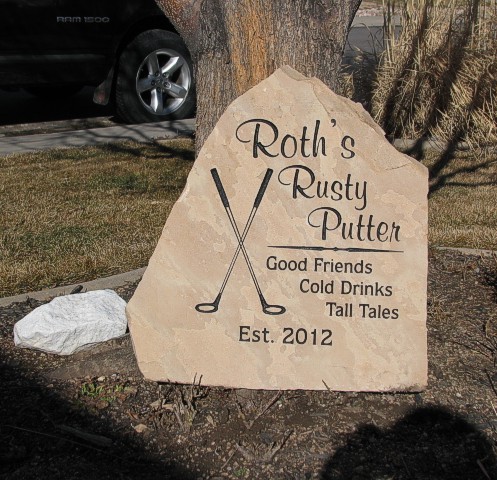 RAM 1500
Roth's
Rusty
Putter
Good Friends
Cold Drinks
Tall Tales
Est. 2012